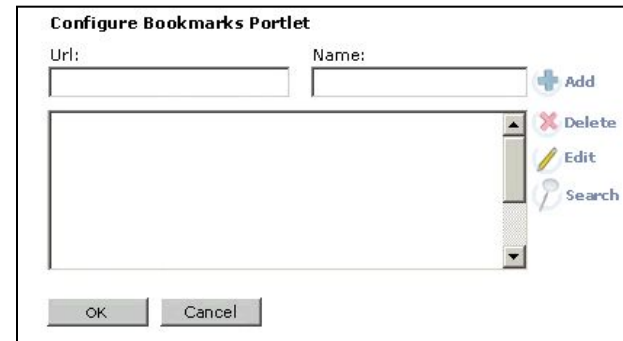 Configure Bookmarks Portlet
Url: Name:
Add
Delete
Edit
Search
OK Cancel